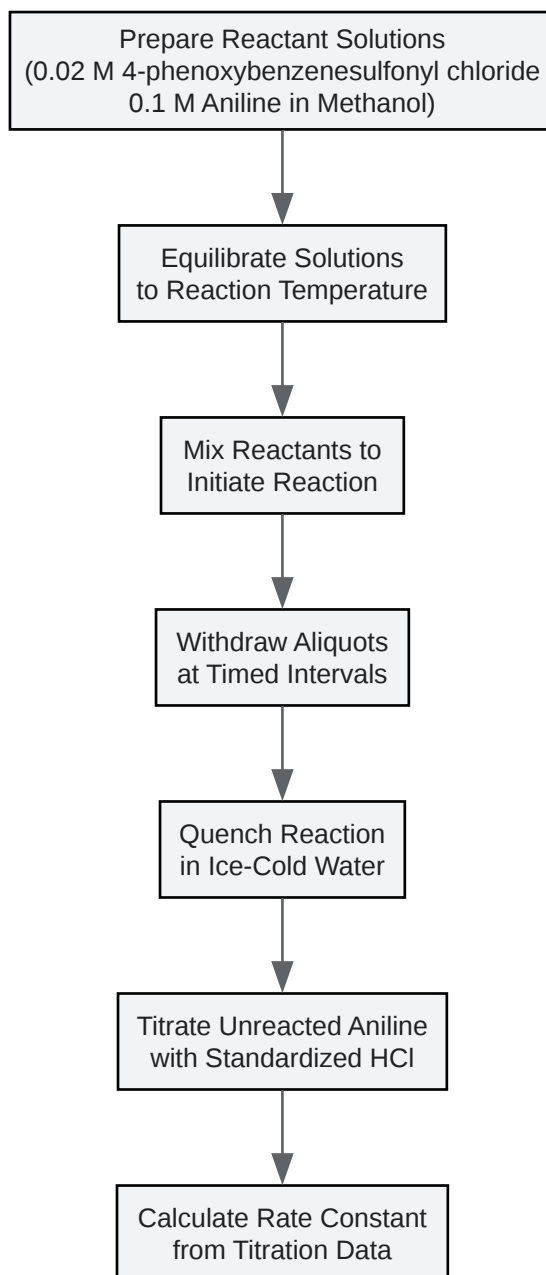 Prepare Reactant Solutions
(0.02 M 4-phenoxybenzenesulfonyl chloride
0.1 M Aniline in Methanol)
Equilibrate Solutions
to Reaction Temperature
Mix Reactants to
Initiate Reaction
Withdraw Aliquots
at Timed Intervals
Quench Reaction
in Ice-Cold Water
Titrate Unreacted Aniline
with Standardized HCl
Calculate Rate Constant
from Titration Data